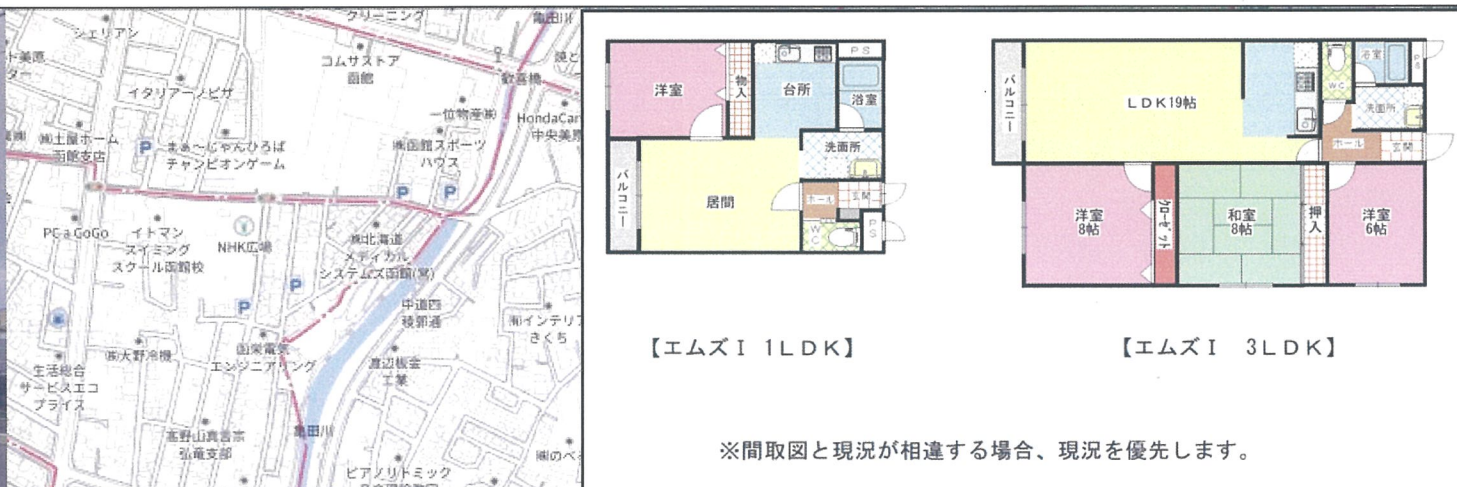 クリーニング
亀田川
シェリアン
コムサストア
函館
歓喜橋
イタリアーノピザ
一位物産㈱
HondaCar
中央美原
㈱土屋ホーム
函館支店
まぁ～じゃんひろば
チャンピオンゲーム
㈱函館スポーツ
ハウス
P
P
P
PC a GoGo
イトマン
スイミング
スクール函館校
NHK広場
㈱北海道
メディカル
システムズ函館(営)
P
P
中道四
稜郭通
㈲インテリア
きくち
㈱大野冷機
函栄電気
エンジニアリング
渡辺板金
工業
生活総合
サービスエコ
プライス
高野山真言宗
弘竜支部
亀田川
ピアノリトミック
㈱のべ
洋室
物入
台所
PS
浴室
洗面所
バルコニー
居間
ホール
玄関
WC
PS
【エムズⅠ 1LDK】
バルコニー
LDK19帖
WC
浴室
PS
洗面所
ホール
玄関
洋室
8帖
クローゼット
和室
8帖
押入
洋室
6帖
【エムズⅠ 3LDK】
※間取図と現況が相違する場合、現況を優先します。